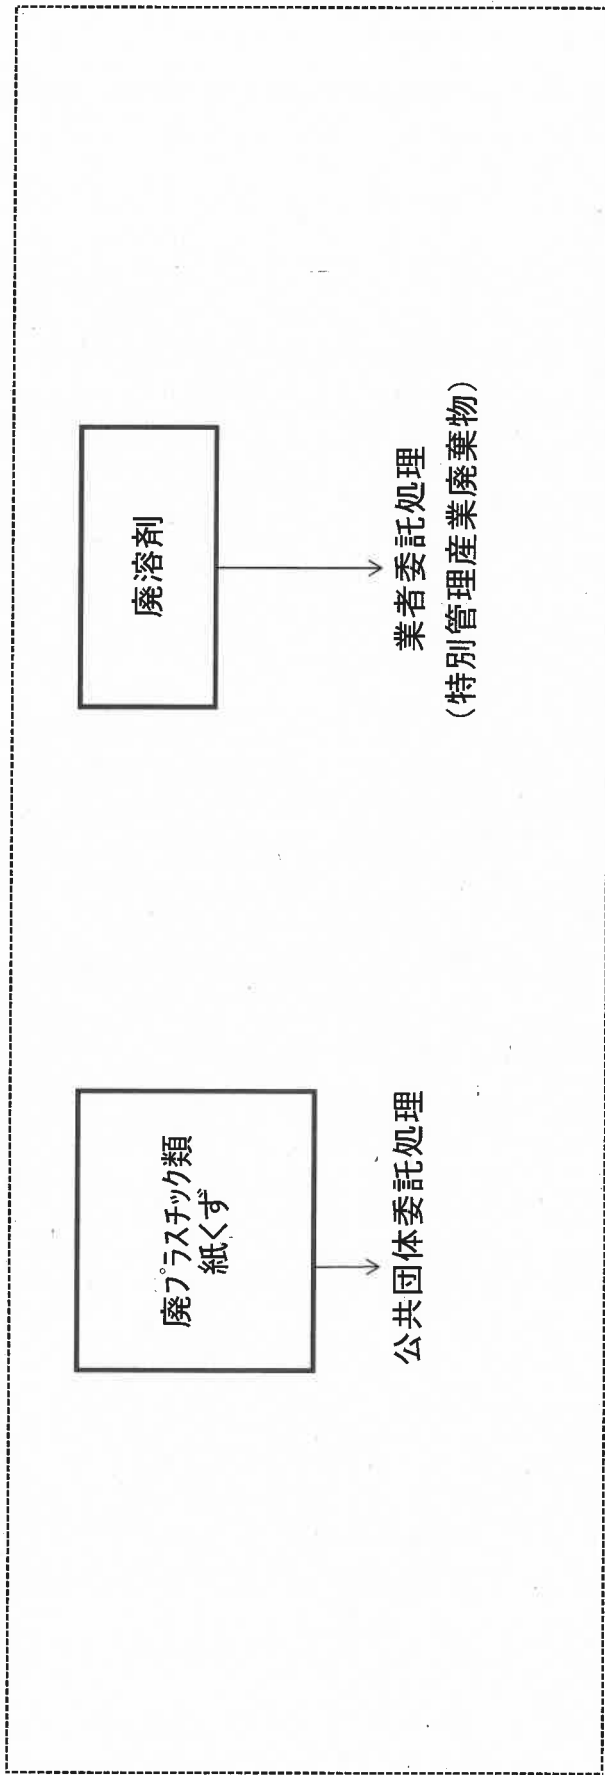 廃プラスチック類
紙くず
公共団体委託処理
廃溶剤
業者委託処理
（特別管理産業廃棄物）